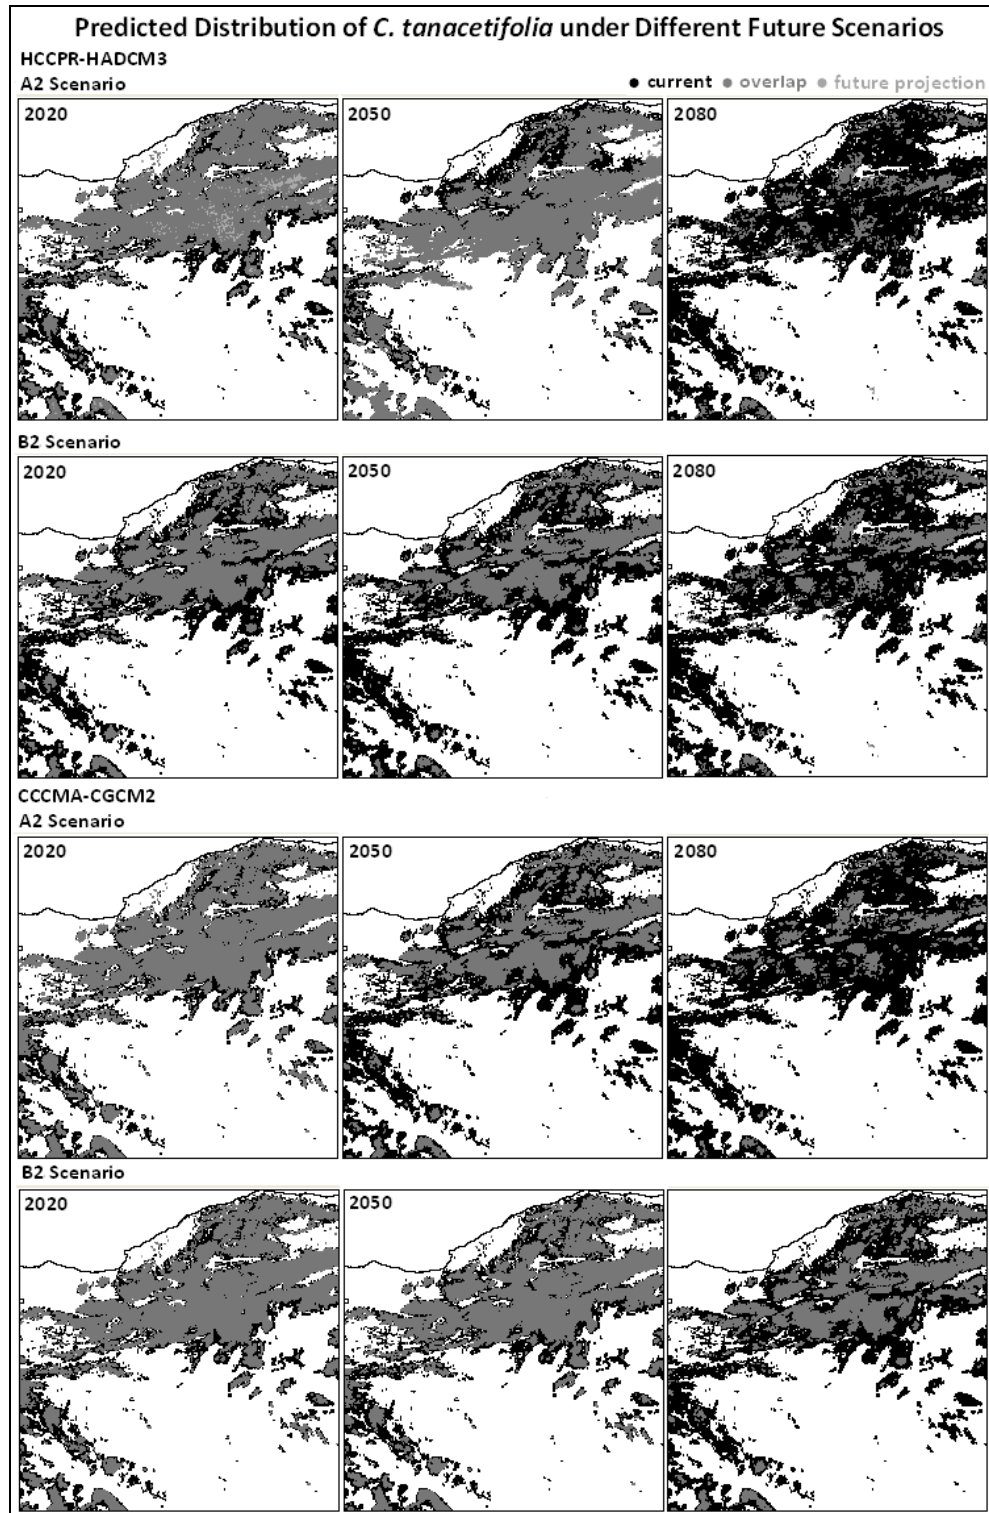 Predicted Distribution of C. tanacetifolia under Different Future Scenarios
HCCPR-HADCM3
A2 Scenario
current overlap future projection
2020 2050 2080
B2 Scenario
2020 2050 2080
CCCMA-CGCM2
A2 Scenario
2020 2050 2080
B2 Scenario
2020 2050